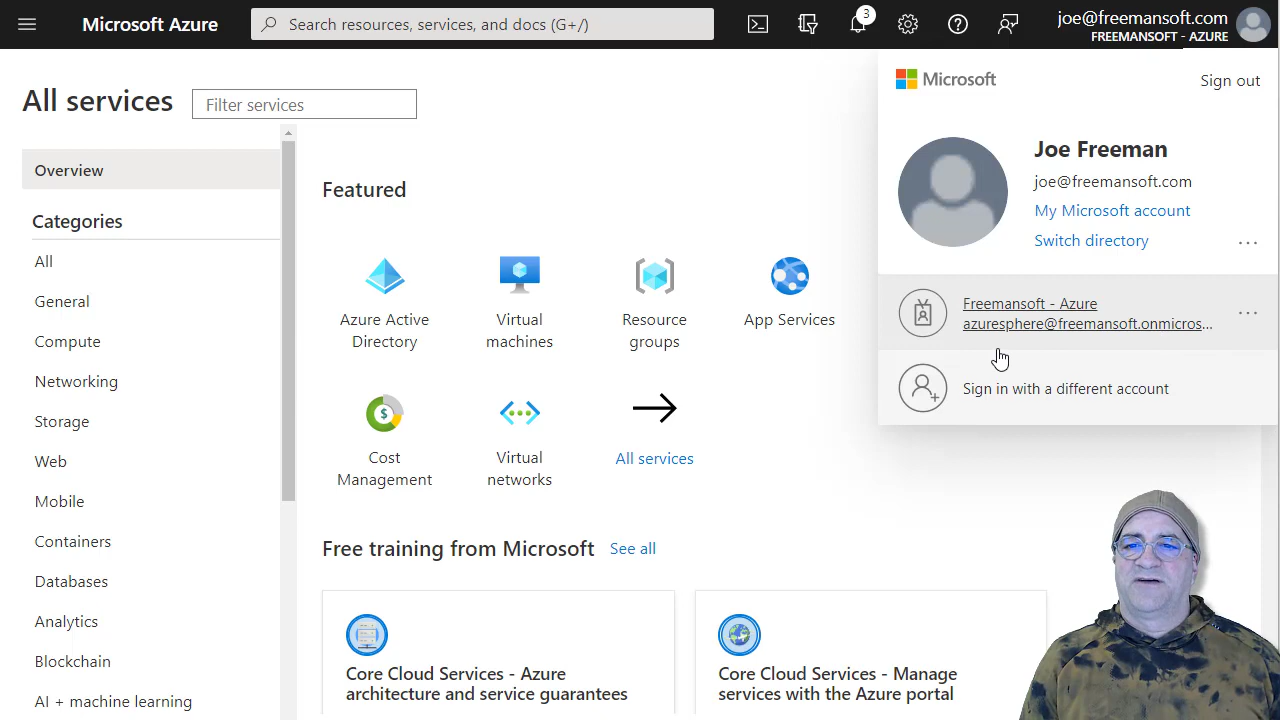 Microsoft Azure
Search resources, services, and docs (G+/)
3
joe@freemansoft.com
FREEMANSOFT - AZURE
All services
Filter services
Overview
Categories
All
General
Compute
Networking
Storage
Web
Mobile
Containers
Databases
Analytics
Blockchain
AI + machine learning
Featured
Azure Active
Directory
Virtual
machines
Resource
groups
App Services
Cost
Management
Virtual
networks
All services
Free training from Microsoft
See all
Core Cloud Services - Azure
architecture and service guarantees
Core Cloud Services - Manage
services with the Azure portal
Microsoft
Sign out
Joe Freeman
joe@freemansoft.com
My Microsoft account
Switch directory
...
Freemansoft - Azure
azuresphere@freemansoft.onmicros...
...
Sign in with a different account